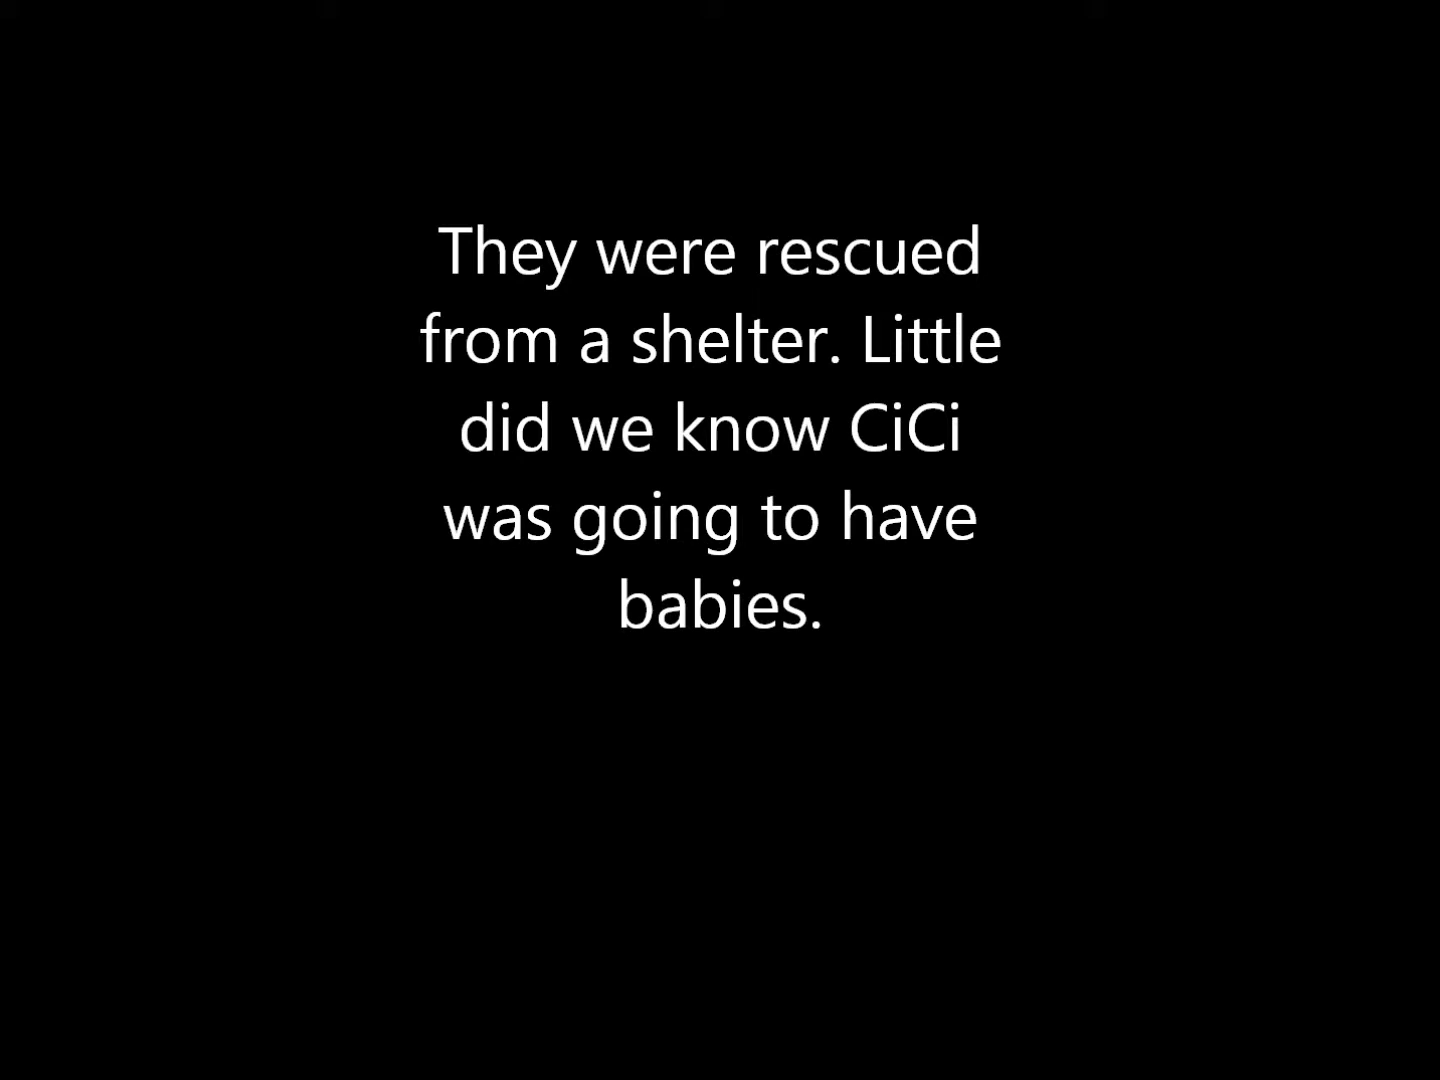 They were rescued
from a shelter. Little
did we know CiCi
was going to have
babies.